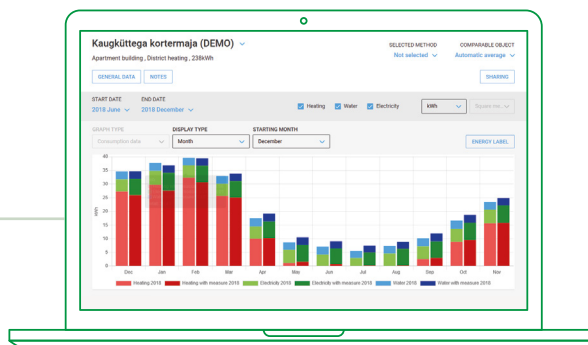 Kaugküttega kortermaja (DEMO)
Apartment building , District heating , 238kWh
SELECTED METHOD COMPARABLE OBJECT
Not selected Automatic average
GENERAL DATA NOTES SHARING
START DATE END DATE
2018 June 2018 December
Heating Water Electricity kWh
GRAPH TYPE DISPLAY TYPE STARTING MONTH
Consumption data Month December ENERGY LABEL
40
35
30
25
20
15
10
5
0
kWh
Dec Jan Feb Mar Apr May Jun Jul Aug Sep Oct Nov
Heating 2018 Heating with measure 2018 Electricity 2018 Electricity with measure 2018 Water 2018 Water with measure 2018